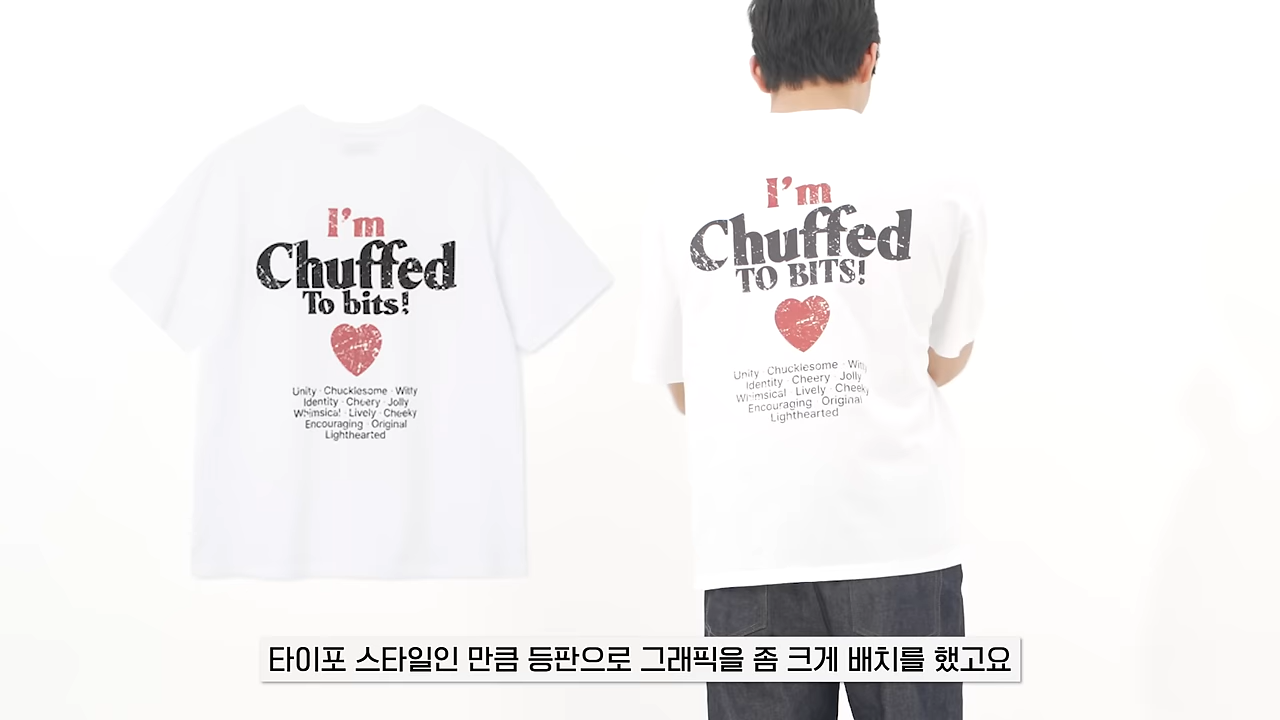 I'm
Chuffed
To bits!
Unity · Chucklesome · Witty
Identity · Cheery · Jolly
Whimsical · Lively · Cheeky
Encouraging · Original
Lighthearted
I'm
Chuffed
TO BITS!
Unity · Chucklesome · Witty
Identity · Cheery · Jolly
Whimsical · Lively · Cheeky
Encouraging · Original
Lighthearted
타이포 스타일인 만큼 등판으로 그래픽을 좀 크게 배치를 했고요